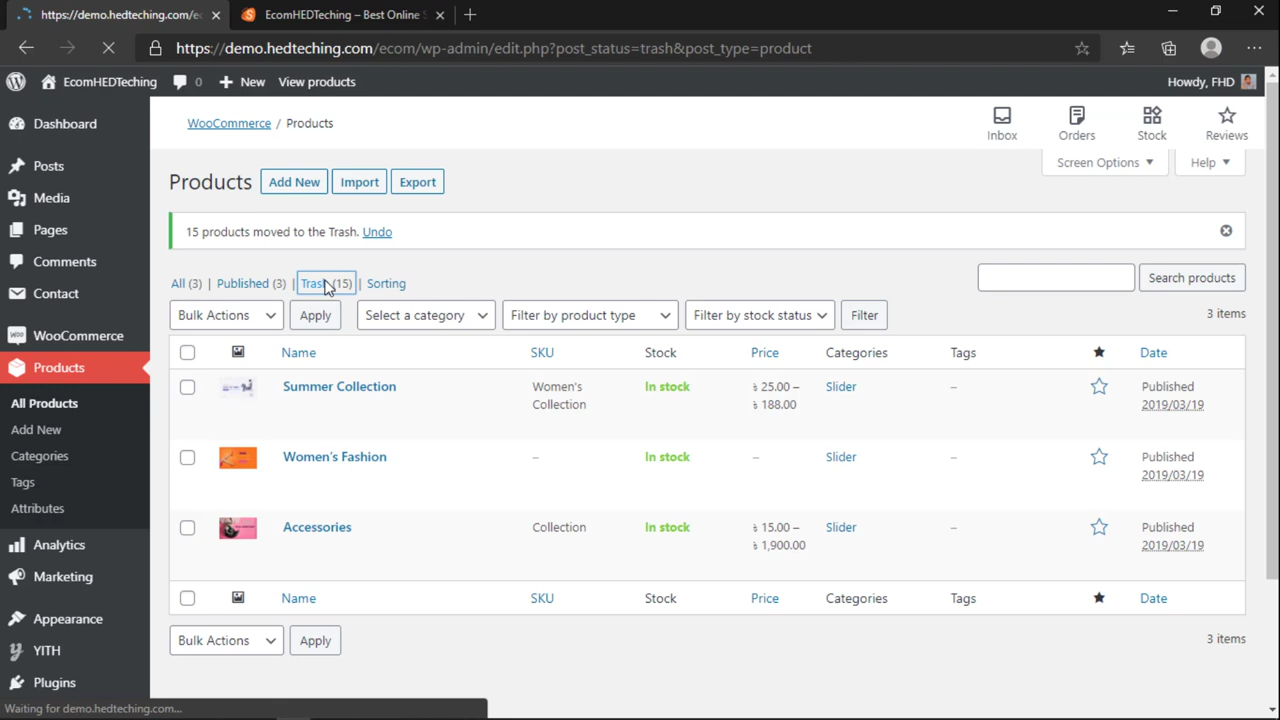 https://demo.hedteching.com/e
EcomHEDTeching – Best Online S
https://demo.hedteching.com/ecom/wp-admin/edit.php?post_status=trash&post_type=product
EcomHEDTeching 0 New View products Howdy, FHD
Dashboard
Posts
Media
Pages
Comments
Contact
WooCommerce
Products
All Products
Add New
Categories
Tags
Attributes
Analytics
Marketing
Appearance
YITH
Plugins
WooCommerce / Products
Inbox Orders Stock Reviews
Screen Options Help
Products Add New Import Export
15 products moved to the Trash. Undo
All (3) | Published (3) | Trash (15) | Sorting
Search products
Bulk Actions Apply Select a category Filter by product type Filter by stock status Filter 3 items
Name SKU Stock Price Categories Tags Date
Summer Collection Women's In stock ৳ 25.00 – Slider – Published
Collection ৳ 188.00 2019/03/19
Women's Fashion – In stock – Slider – Published
2019/03/19
Accessories Collection In stock ৳ 15.00 – Slider – Published
৳ 1,900.00 2019/03/19
Name SKU Stock Price Categories Tags Date
Bulk Actions Apply 3 items
Waiting for demo.hedteching.com...